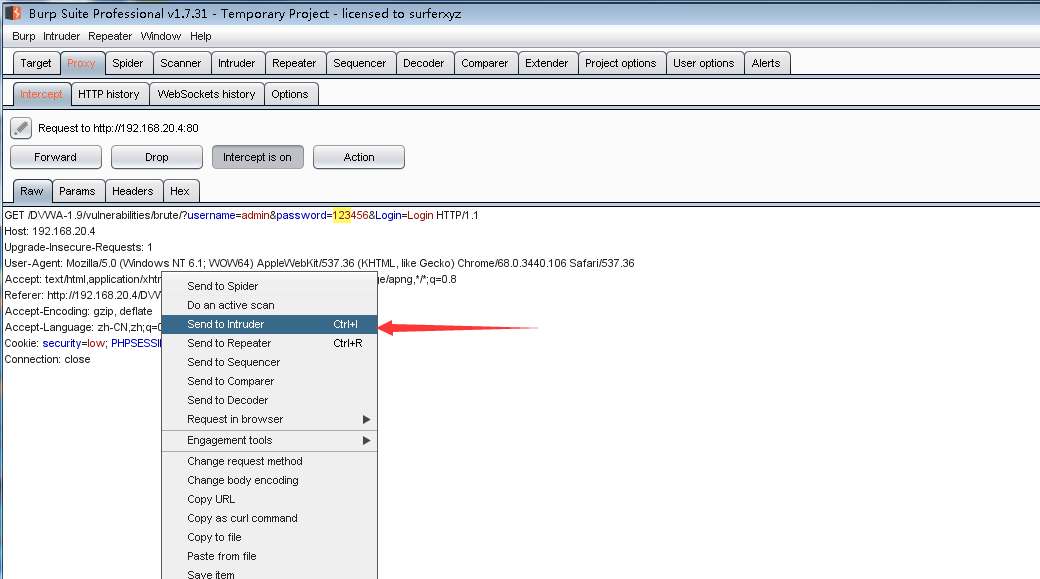 Burp Suite Professional v1.7.31 - Temporary Project - licensed to surferxyz
Burp Intruder Repeater Window Help
Target Proxy Spider Scanner Intruder Repeater Sequencer Decoder Comparer Extender Project options User options Alerts
Intercept HTTP history WebSockets history Options
Request to http://192.168.20.4:80
Forward Drop Intercept is on Action
Raw Params Headers Hex
GET /DVWA-1.9/vulnerabilities/brute/?username=admin&password=123456&Login=Login HTTP/1.1
Host: 192.168.20.4
Upgrade-Insecure-Requests: 1
User-Agent: Mozilla/5.0 (Windows NT 6.1; WOW64) AppleWebKit/537.36 (KHTML, like Gecko) Chrome/68.0.3440.106 Safari/537.36
Accept: text/html,application/xhtm ge/apng,*/*;q=0.8
Referer: http://192.168.20.4/DVW
Accept-Encoding: gzip, deflate
Accept-Language: zh-CN,zh;q=0
Cookie: security=low; PHPSESSI
Connection: close
Send to Spider
Do an active scan
Send to Intruder Ctrl+I
Send to Repeater Ctrl+R
Send to Sequencer
Send to Comparer
Send to Decoder
Request in browser
Engagement tools
Change request method
Change body encoding
Copy URL
Copy as curl command
Copy to file
Paste from file
Save item